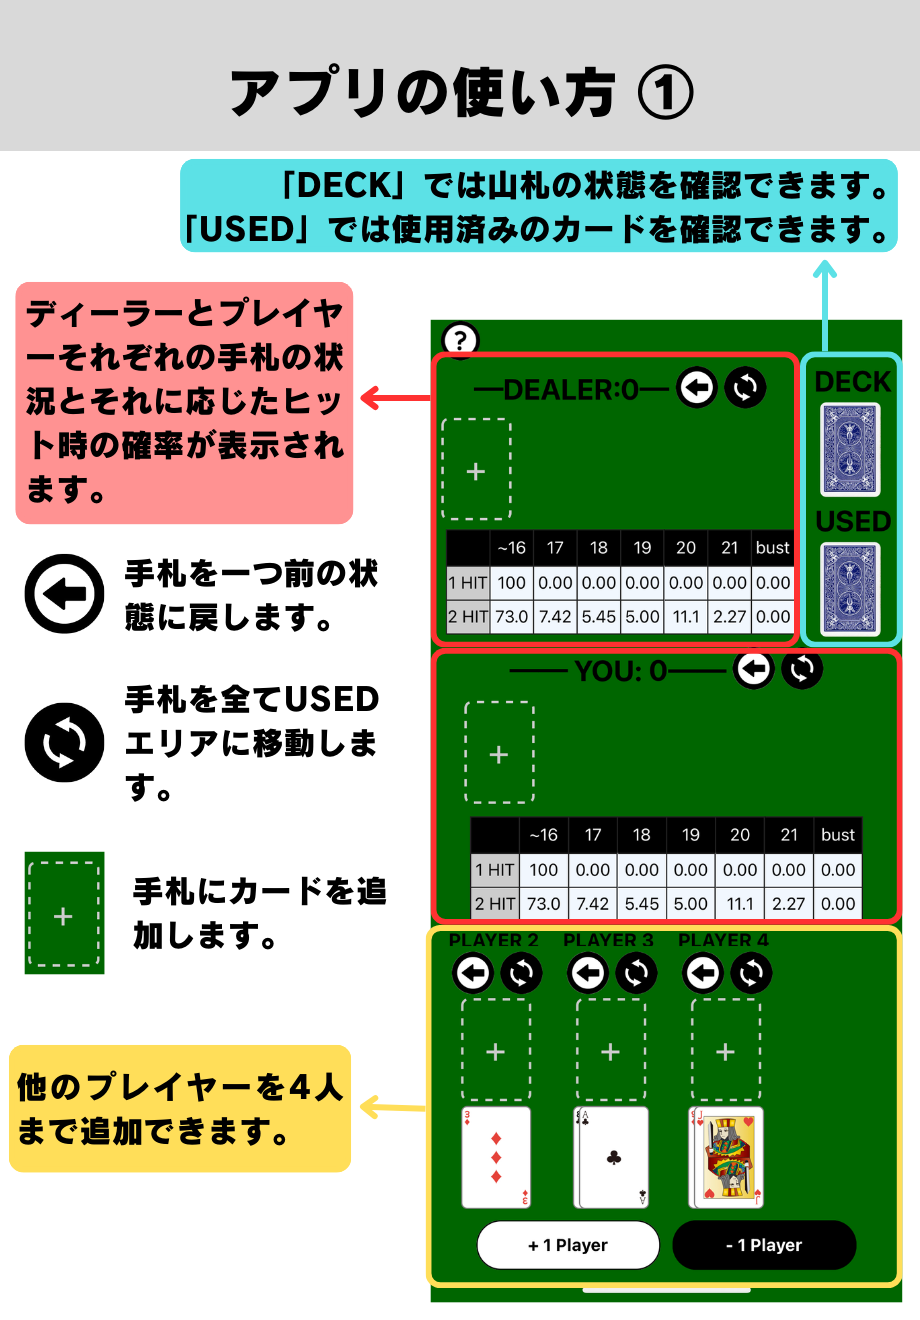 アプリの使い方 ①
「DECK」では山札の状態を確認できます。
「USED」では使用済みのカードを確認できます。
ディーラーとプレイヤ
ーそれぞれの手札の状
況とそれに応じたヒッ
ト時の確率が表示され
ます。
手札を一つ前の状
態に戻します。
手札を全てUSED
エリアに移動しま
す。
+
手札にカードを追
加します。
他のプレイヤーを4人
まで追加できます。
?
DEALER:0
DECK
+
USED
~16 17 18 19 20 21 bust
1 HIT 100 0.00 0.00 0.00 0.00 0.00 0.00
2 HIT 73.0 7.42 5.45 5.00 11.1 2.27 0.00
YOU: 0
+
~16 17 18 19 20 21 bust
1 HIT 100 0.00 0.00 0.00 0.00 0.00 0.00
2 HIT 73.0 7.42 5.45 5.00 11.1 2.27 0.00
PLAYER 2 PLAYER 3 PLAYER 4
+ + +
3 A J
3 A J
+ 1 Player - 1 Player